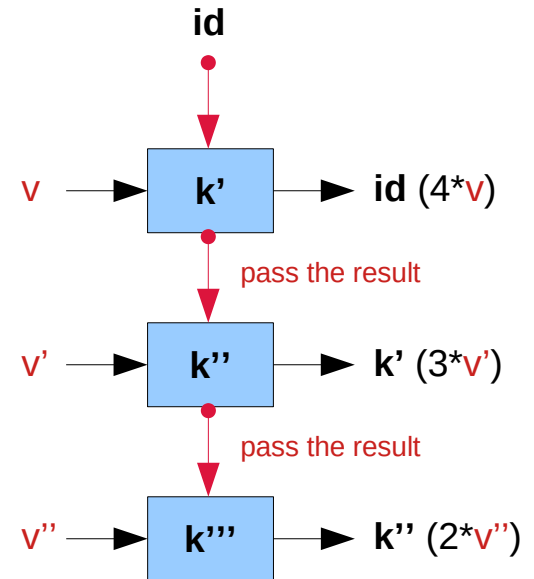 id
v k’ id (4*v)
pass the result
v’ k’’ k’ (3*v’)
pass the result
v’’ k’’’ k’’ (2*v’’)